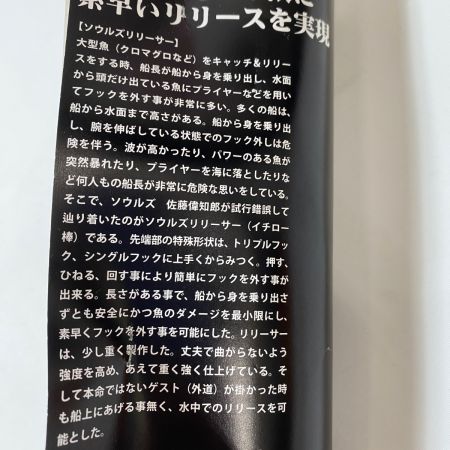 素早いリリースを実現
【ソウルズリリーサー】
大型魚（クロマグロなど）をキャッチ&リリー
スをする時、船長が船から身を乗り出し、水面
から頭だけ出ている魚にプライヤーなどを用い
てフックを外す事が非常に多い。多くの船は、
船から水面まで高さがある。船から身を乗り出
し、腕を伸ばしている状態でのフック外しは危
険を伴う。波が高かったり、パワーのある魚が
突然暴れたり、プライヤーを海に落としたりな
ど何人もの船長が非常に危険な思いをしている。
そこで、ソウルズ 佐藤偉知郎が試行錯誤して
辿り着いたのがソウルズリリーサー（イチロー
棒）である。先端部の特殊形状は、トリプルフッ
ク、シングルフックに上手くからみつく。押す、
ひねる、回す事により簡単にフックを外す事が
出来る。長さがある事で、船から身を乗り出さ
ずとも安全にかつ魚のダメージを最小限にし、
素早くフックを外す事を可能にした。リリーサー
は、少し重く製作した。丈夫で曲がらないよう
強度を高め、あえて重く強く仕上げている。そ
して本命ではないゲスト（外道）が掛かった時
も船上にあげる事無く、水中でのリリースを可
能とした。